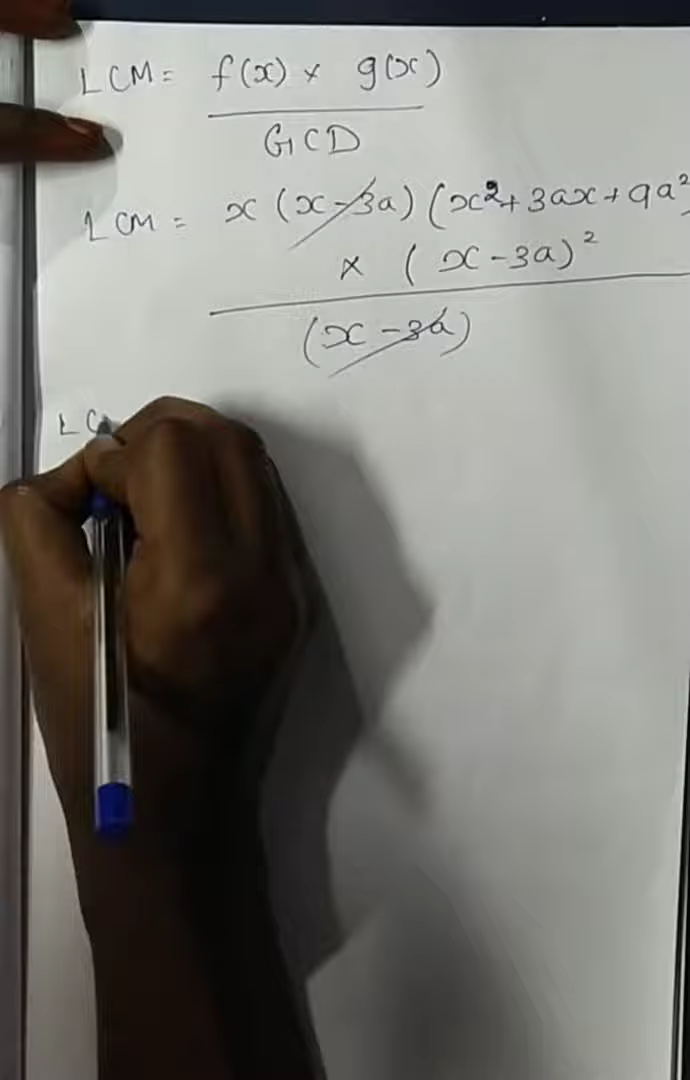 LCM = f(x) × g(x)
GCD
LCM = x (x-3a) (x²+3ax+9a²)
× (x-3a)²
(x-3a)
LC